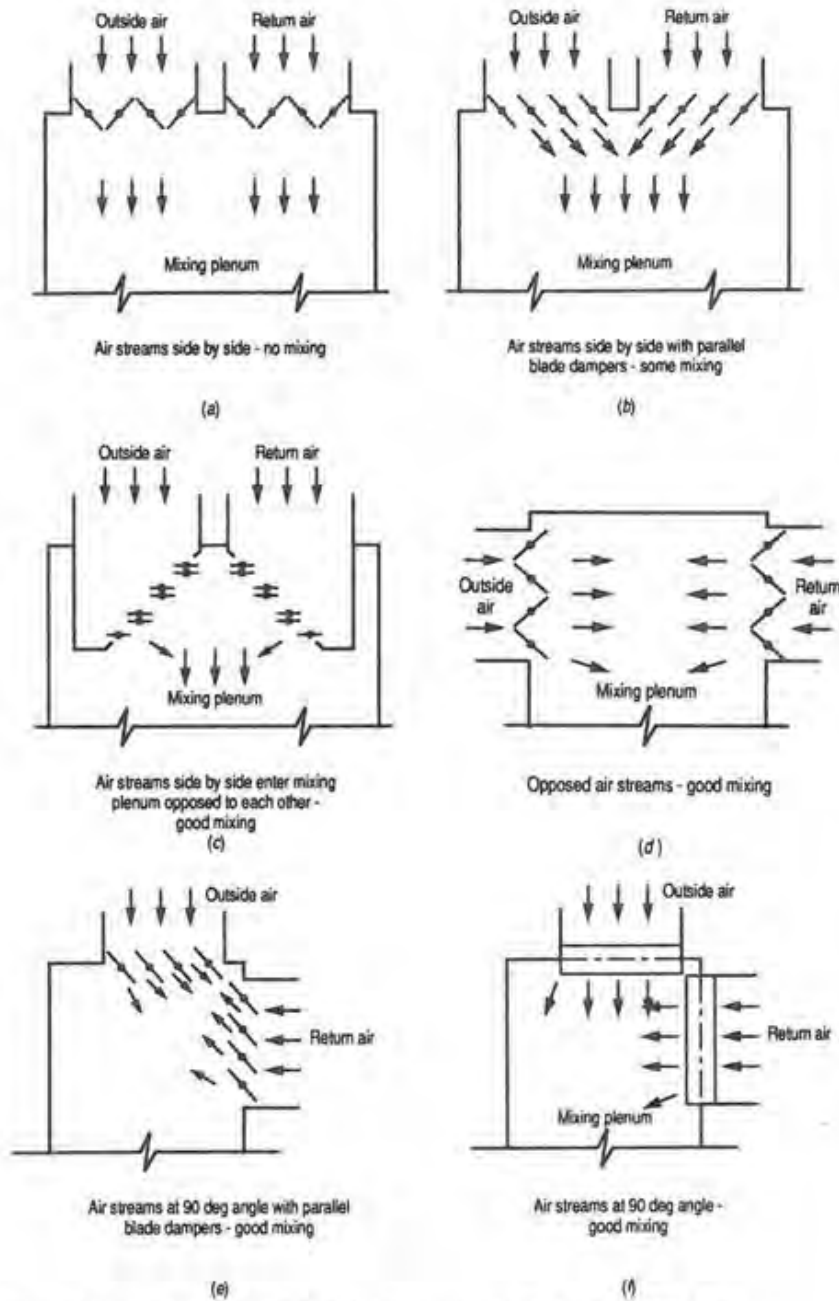 Outside air
Return air
Outside air
Return air
Mixing plenum
Mixing plenum
Air streams side by side - no mixing
Air streams side by side with parallel
blade dampers - some mixing
(a)
(b)
Outside air
Return air
Outside
air
Return
air
Mixing plenum
Mixing plenum
Air streams side by side enter mixing
plenum opposed to each other -
good mixing
(c)
Opposed air streams - good mixing
(d)
Outside air
Return air
Outside air
Return air
Mixing plenum
Air streams at 90 deg angle with parallel
blade dampers - good mixing
Air streams at 90 deg angle -
good mixing
(e)
(f)